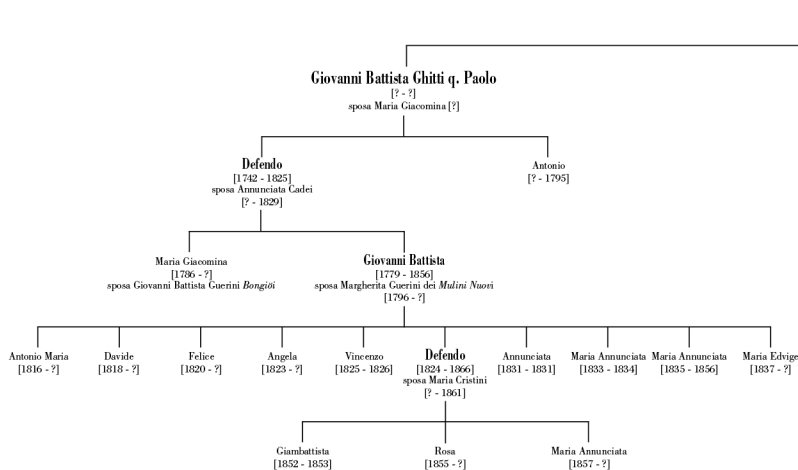 Giovanni Battista Ghitti q. Paolo
[? - ?]
sposa Maria Giacomina [?]
Defendo
[1742 - 1825]
sposa Annunciata Cadei
[? - 1829]
Antonio
[? - 1795]
Maria Giacomina
[1786 - ?]
sposa Giovanni Battista Guerini Bongiöi
Giovanni Battista
[1779 - 1856]
sposa Margherita Guerini dei Mulini Nuovi
[1796 - ?]
Antonio Maria
[1816 - ?]
Davide
[1818 - ?]
Felice
[1820 - ?]
Angela
[1823 - ?]
Vincenzo
[1825 - 1826]
Defendo
[1824 - 1866]
sposa Maria Cristini
[? - 1861]
Annunciata
[1831 - 1831]
Maria Annunciata
[1833 - 1834]
Maria Annunciata
[1835 - 1856]
Maria Edvige
[1837 - ?]
Giambattista
[1852 - 1853]
Rosa
[1855 - ?]
Maria Annunciata
[1857 - ?]